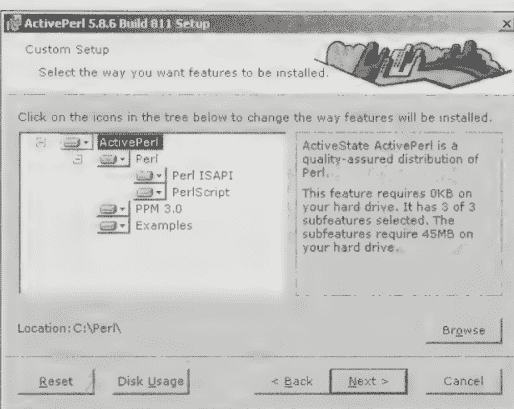 ActivePerl 5.8.6 Build 811 Setup
Custom Setup
Select the way you want features to be installed.
Click on the icons in the tree below to change the way features will be installed.
ActivePerl
Perl
Perl ISAPI
PerlScript
PPM 3.0
Examples
ActiveState ActivePerl is a
quality-assured distribution of
Perl.
This feature requires 0KB on
your hard drive. It has 3 of 3
subfeatures selected. The
subfeatures require 45MB on
your hard drive.
Location: C:\Perl\
Browse
Reset
Disk Usage
< Back
Next >
Cancel